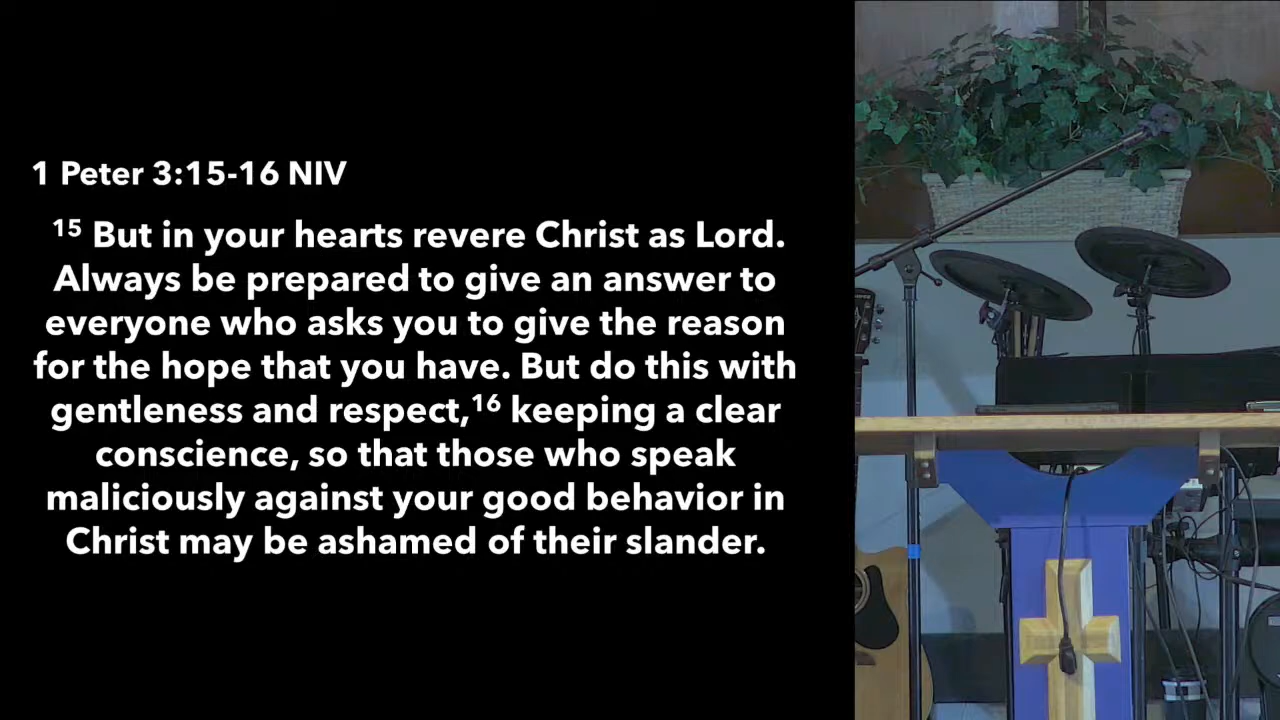 1 Peter 3:15-16 NIV
15 But in your hearts revere Christ as Lord.
Always be prepared to give an answer to
everyone who asks you to give the reason
for the hope that you have. But do this with
gentleness and respect,16 keeping a clear
conscience, so that those who speak
maliciously against your good behavior in
Christ may be ashamed of their slander.